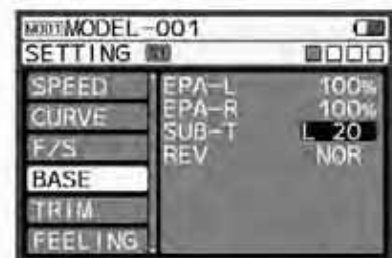 MODEL-001
SETTING
SPEED
CURVE
F/S
BASE
TRIM
FEELING
EPA-L 100%
EPA-R 100%
SUB-T L 20
REV NOR